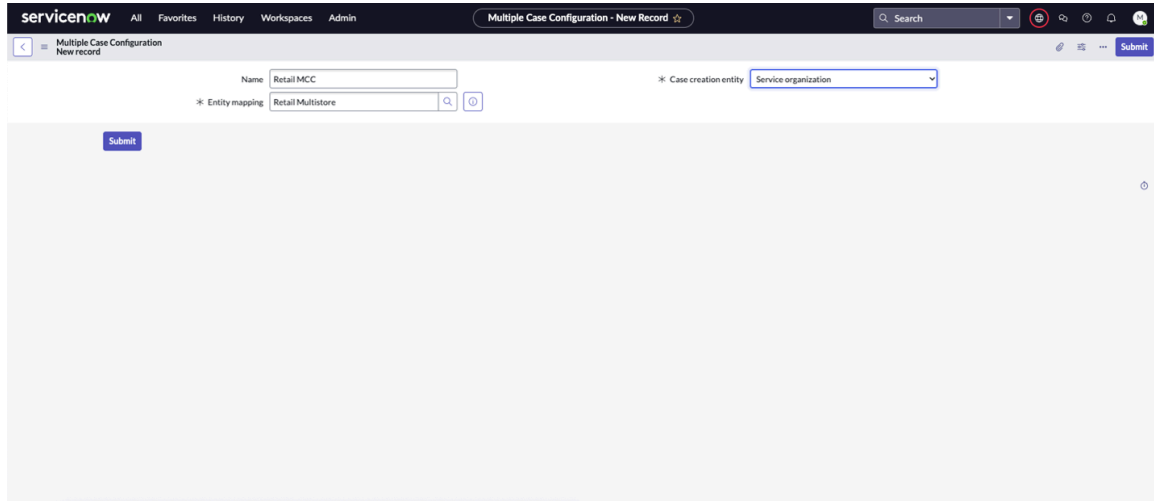 servicenow All Favorites History Workspaces Admin Multiple Case Configuration - New Record ☆ Search M
Multiple Case Configuration
New record
Submit
Name Retail MCC
* Case creation entity Service organization
* Entity mapping Retail Multistore
Submit